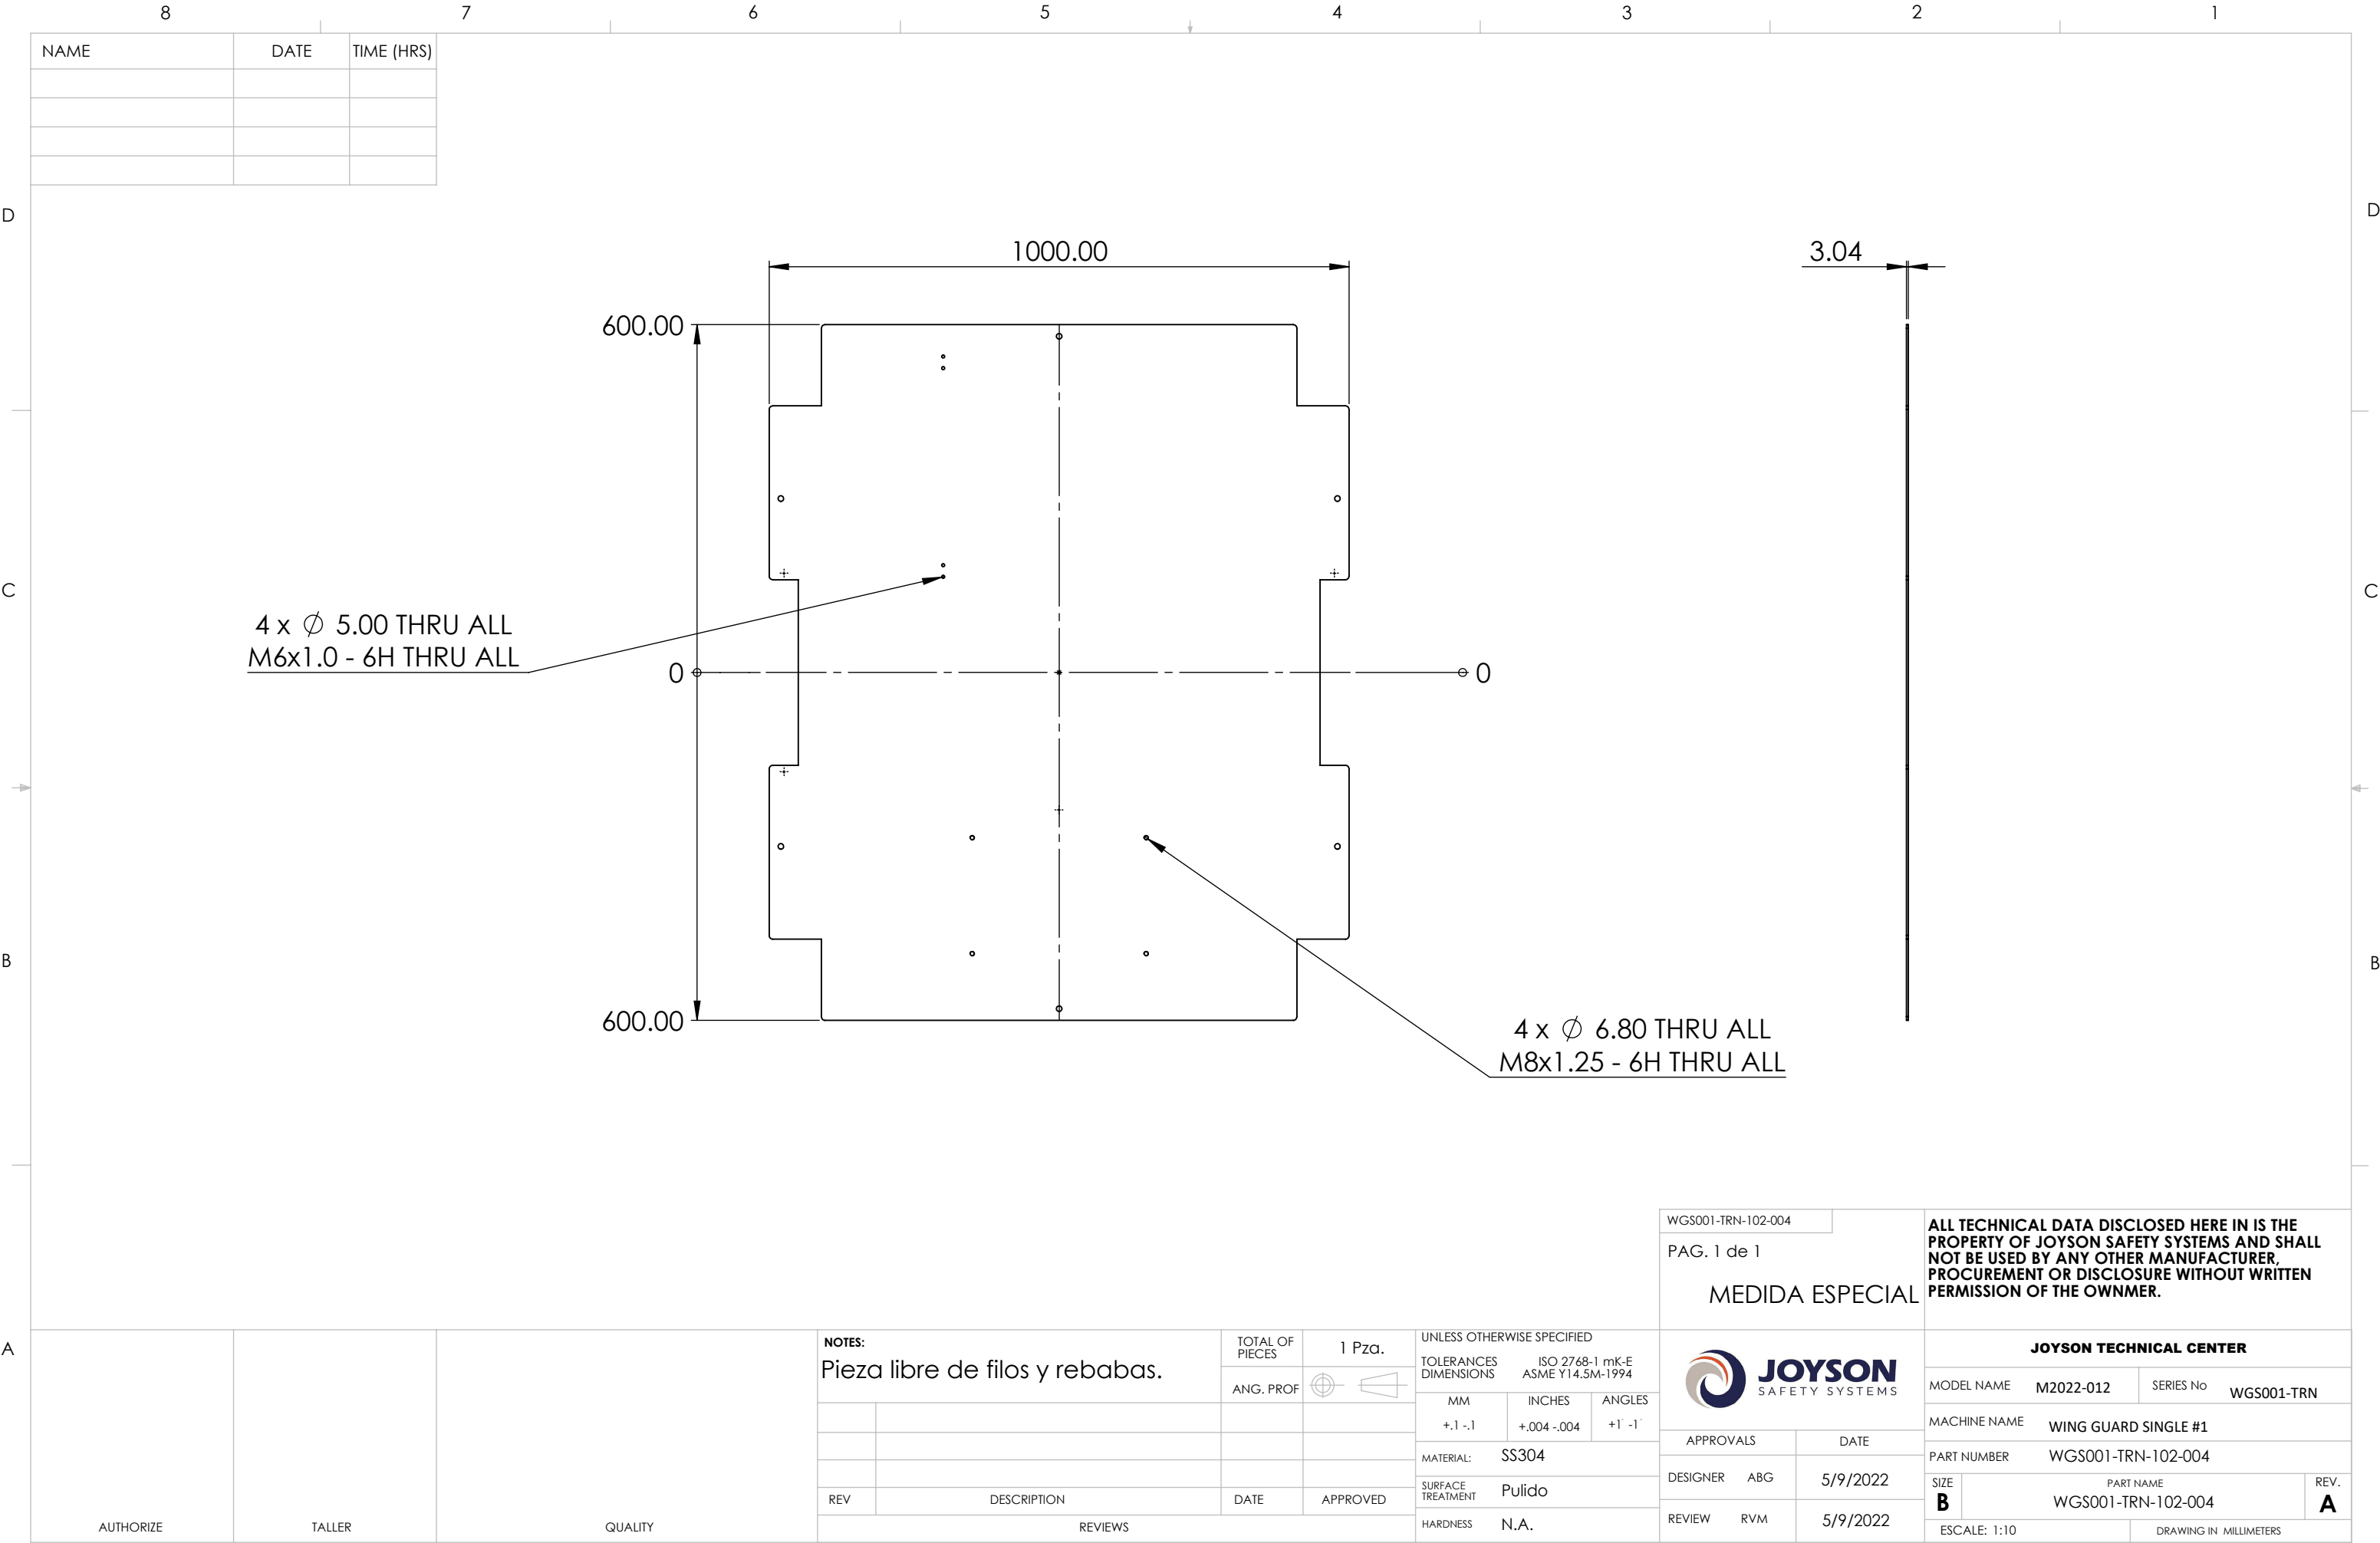 8 7 6 5 4 3 2 1
NAME DATE TIME (HRS)
D D
1000.00
3.04
600.00
C C
4 x ∅ 5.00 THRU ALL
M6x1.0 - 6H THRU ALL
0 0
B B
600.00
4 x ∅ 6.80 THRU ALL
M8x1.25 - 6H THRU ALL
WGS001-TRN-102-004
PAG. 1 de 1
MEDIDA ESPECIAL
ALL TECHNICAL DATA DISCLOSED HERE IN IS THE
PROPERTY OF JOYSON SAFETY SYSTEMS AND SHALL
NOT BE USED BY ANY OTHER MANUFACTURER,
PROCUREMENT OR DISCLOSURE WITHOUT WRITTEN
PERMISSION OF THE OWNMER.
A
AUTHORIZE TALLER QUALITY
NOTES:
Pieza libre de filos y rebabas.
TOTAL OF
PIECES
1 Pza.
ANG. PROF
REV DESCRIPTION DATE APPROVED
REVIEWS
UNLESS OTHERWISE SPECIFIED
TOLERANCES ISO 2768-1 mK-E
DIMENSIONS ASME Y14.5M-1994
MM INCHES ANGLES
+.1 -.1 +.004 -.004 +1° -1°
MATERIAL: SS304
SURFACE
TREATMENT
Pulido
HARDNESS N.A.
JOYSON
SAFETY SYSTEMS
APPROVALS DATE
DESIGNER ABG 5/9/2022
REVIEW RVM 5/9/2022
JOYSON TECHNICAL CENTER
MODEL NAME M2022-012 SERIES No WGS001-TRN
MACHINE NAME WING GUARD SINGLE #1
PART NUMBER WGS001-TRN-102-004
SIZE PART NAME REV.
B WGS001-TRN-102-004 A
ESCALE: 1:10 DRAWING IN MILLIMETERS